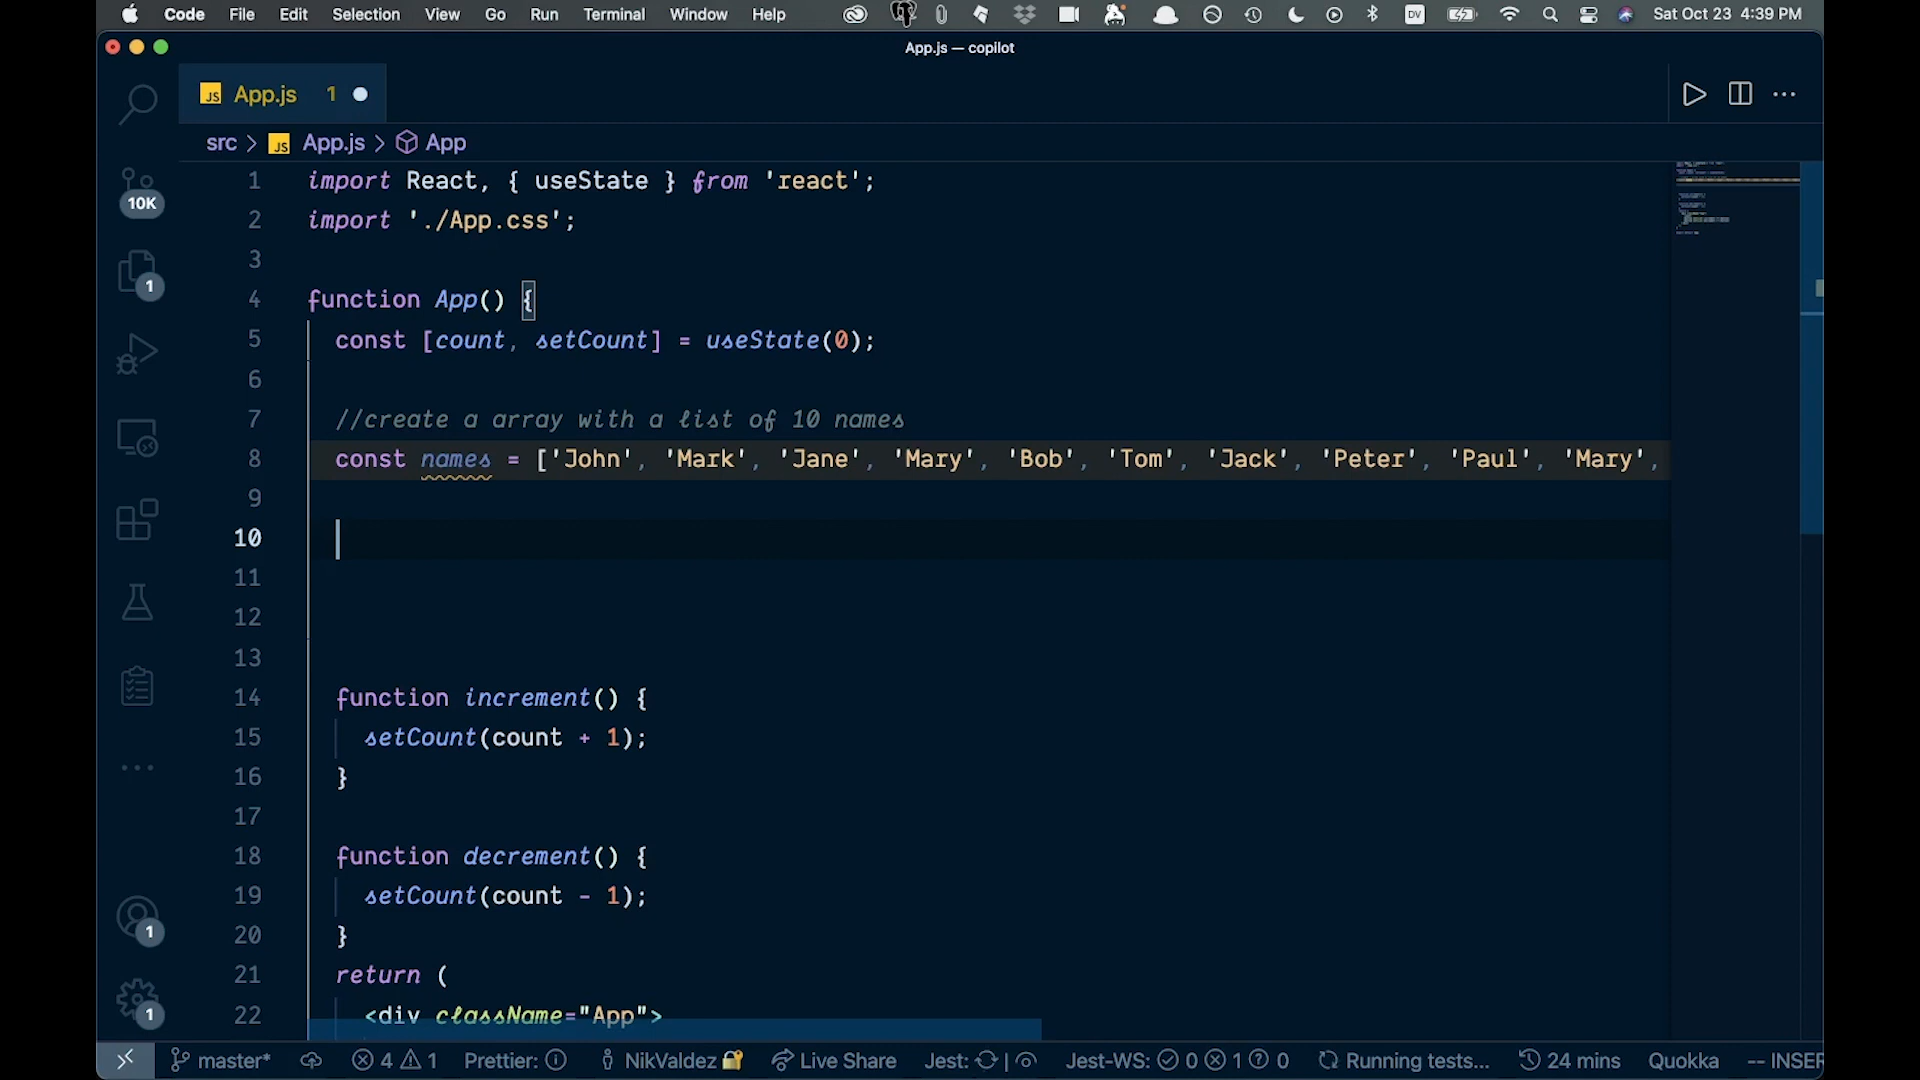 Code File Edit Selection View Go Run Terminal Window Help DV Sat Oct 23 4:39 PM
App.js — copilot
JS App.js 1
src > JS App.js > App
1 import React, { useState } from 'react';
2 import './App.css';
3
4 function App() {
5 const [count, setCount] = useState(0);
6
7 //create a array with a list of 10 names
8 const names = ['John', 'Mark', 'Jane', 'Mary', 'Bob', 'Tom', 'Jack', 'Peter', 'Paul', 'Mary',
9
10
11
12
13
14 function increment() {
15 setCount(count + 1);
16 }
17
18 function decrement() {
19 setCount(count - 1);
20 }
21 return (
22 <div className="App">
10K
1
1
1
master* 4 1 Prettier: NikValdez Live Share Jest: | Jest-WS: 0 1 0 Running tests... 24 mins Quokka -- INSER